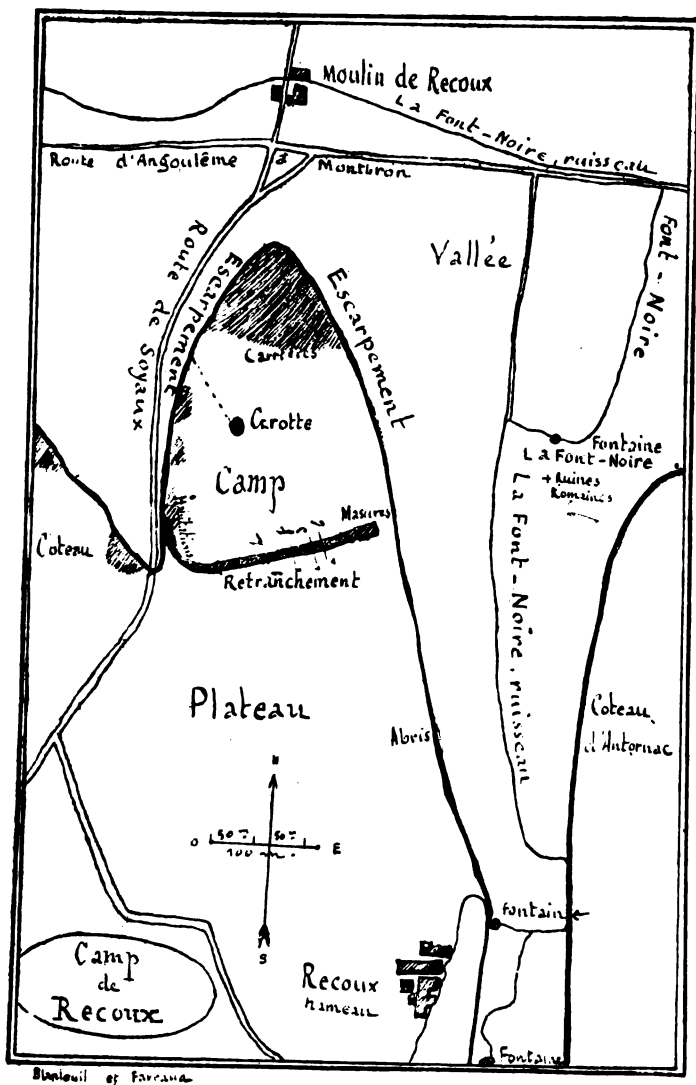 Moulin de Recoux
La Font-Noire, ruisseau
Route d'Angoulême à Montbron
Route de Soyaux
Escarpement
Escarpement
Vallée
Font-Noire
Carrières
Grotte
Camp
Fontaine
La Font-Noire
+ Ruines
Romaines
Masures
Coteau
Retranchement
La Font-Noire, ruisseau
Plateau
Coteau
Abris
N
O 50 m 50 m E
100 m.
S
Fontaine
Camp
de
Recoux
Recoux
hameau
Fontaine